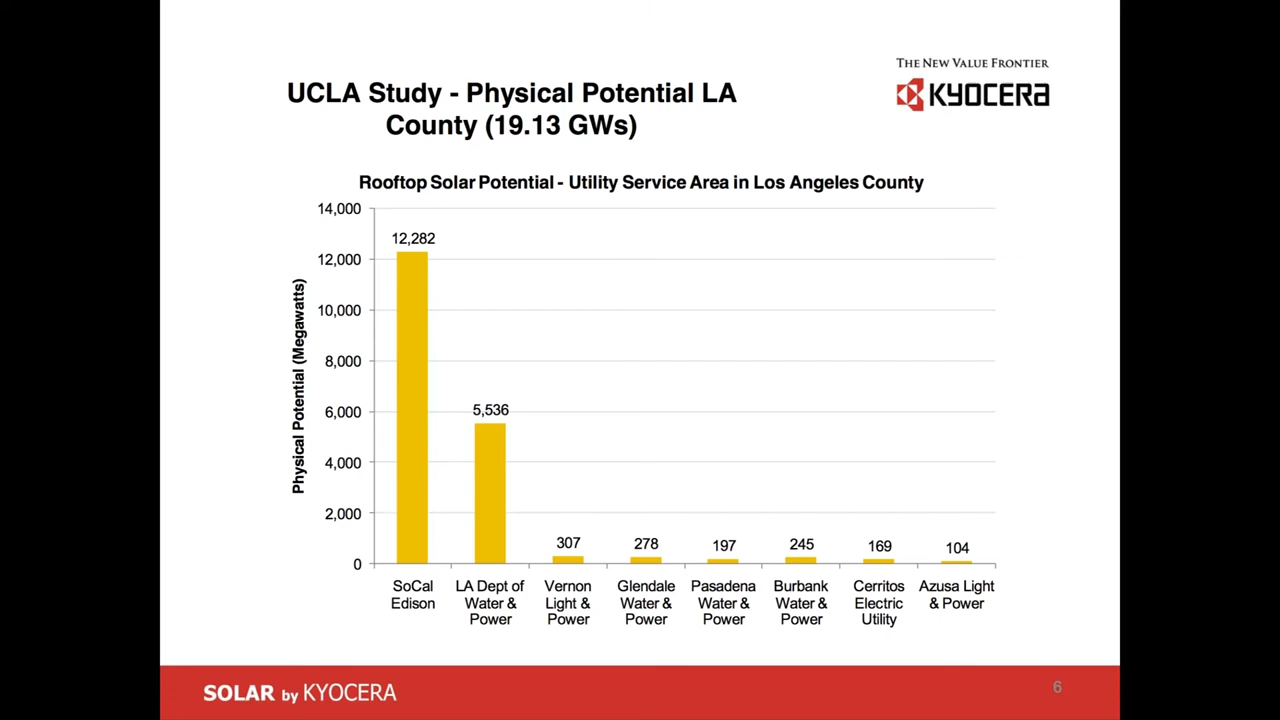 THE NEW VALUE FRONTIER
KYOCERA
UCLA Study - Physical Potential LA
County (19.13 GWs)
Rooftop Solar Potential - Utility Service Area in Los Angeles County
Physical Potential (Megawatts)
14,000
12,000
10,000
8,000
6,000
4,000
2,000
0
12,282
5,536
307
278
197
245
169
104
SoCal
Edison
LA Dept of
Water &
Power
Vernon
Light &
Power
Glendale
Water &
Power
Pasadena
Water &
Power
Burbank
Water &
Power
Cerritos
Electric
Utility
Azusa Light
& Power
SOLAR by KYOCERA
6